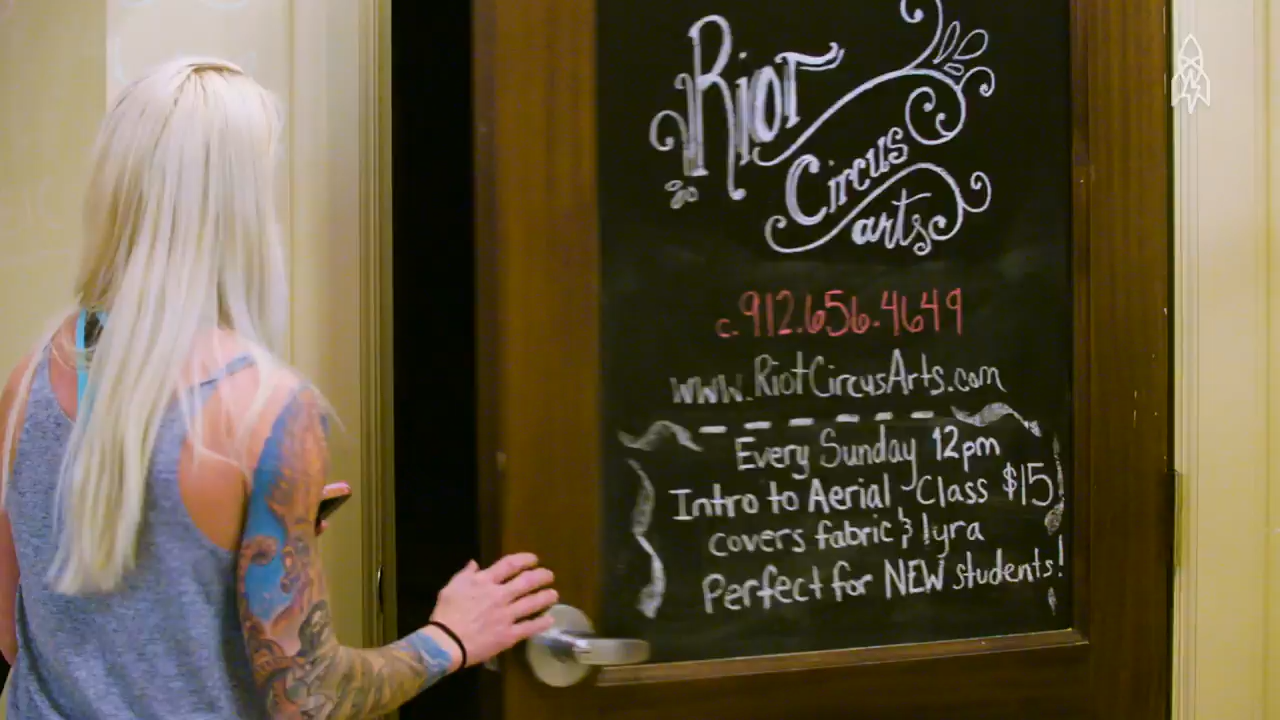 Riot
Circus
arts
c. 912.656.4649
www.RiotCircusArts.com
Every Sunday 12pm
Intro to Aerial Class $15
covers fabric & lyra
Perfect for NEW students!